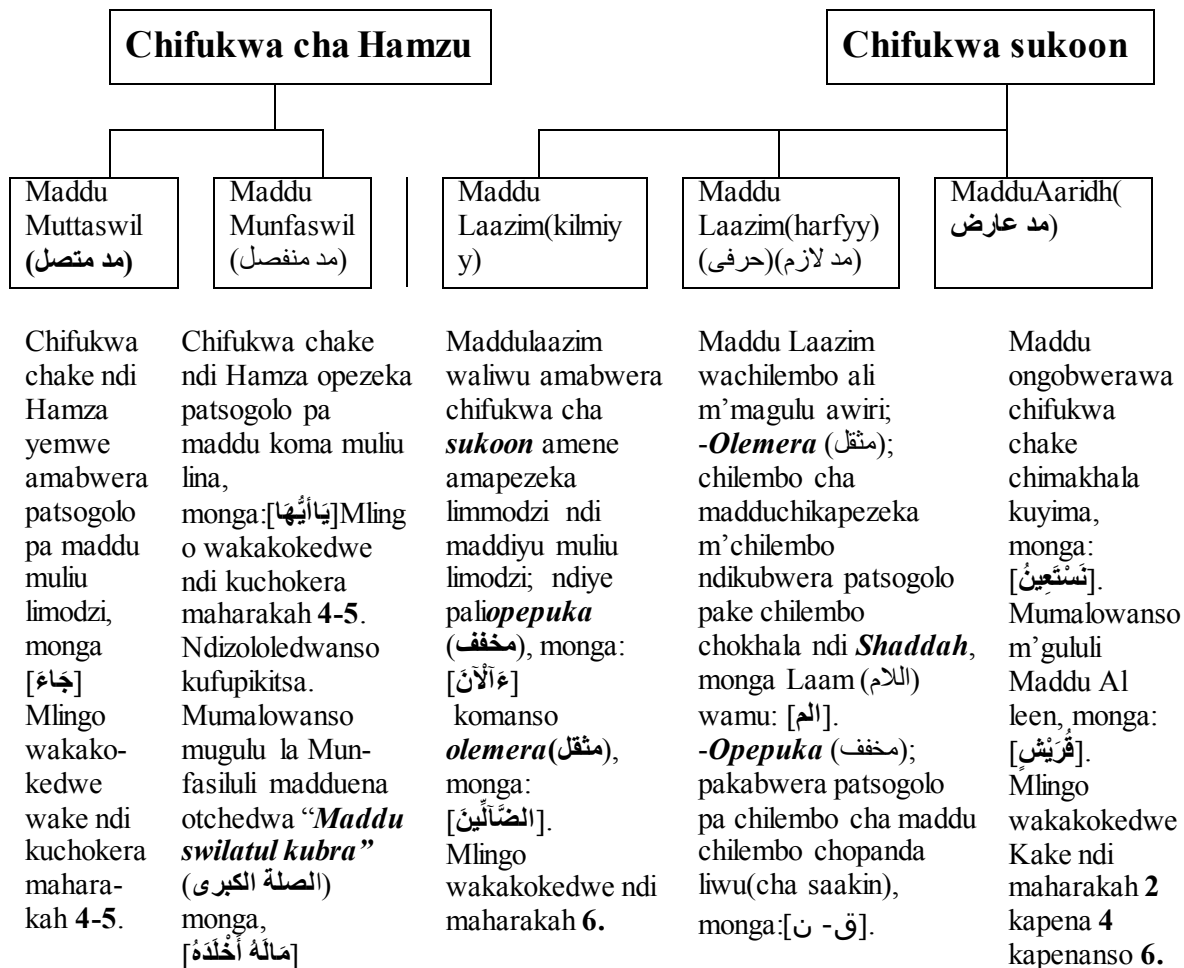 Chifukwa cha Hamzu
Chifukwa sukoon
Maddu
Muttaswil
(مد متصل)
Maddu
Munfaswil
(مد منفصل)
Maddu
Laazim(kilmiy
y)
Maddu
Laazim(harfyy)
(مد لازم)(حرفى)
MadduAaridh(
(مد عارض
Chifukwa
chake ndi
Hamza
yemwe
amabwera
patsogolo
pa maddu
muliu
limodzi,
monga
[جَاءَ]
Mlingo
wakako-
kedwe
wake ndi
kuchokera
mahara-
kah 4-5.
Chifukwa chake
ndi Hamza opezeka
patsogolo pa
maddu koma muliu
lina,
monga:[يَاأَيُّهَا]Mling
o wakakokedwe
ndi kuchokera
maharakah 4-5.
Ndizololedwanso
kufupikitsa.
Mumalowanso
mugulu la Mun-
fasiluli madduena
otchedwa “Maddu
swilatul kubra”
(الصلة الكبرى)
monga,
[مَالَهُ أَخْلَدَهُ]
Maddulaazim
waliwu amabwera
chifukwa cha
sukoon amene
amapezeka
limmodzi ndi
maddiyu muliu
limodzi; ndiye
paliopepuka
(مخفف), monga:
[ءَآلْآنَ]
komanso
olemera(مثقل),
monga:
[الضَّآلِّينَ].
Mlingo
wakakokedwe ndi
maharakah 6.
Maddu Laazim
wachilembo ali
m’magulu awiri;
-Olemera (مثقل);
chilembo cha
madduchikapezeka
m’chilembo
ndikubwera patsogolo
pake chilembo
chokhala ndi Shaddah,
monga Laam (اللام)
wamu: [الم].
-Opepuka (مخفف);
pakabwera patsogolo
pa chilembo cha maddu
chilembo chopanda
liwu(cha saakin),
monga:[ق- ن].
Maddu
ongobwerawa
chifukwa
chake
chimakhala
kuyima,
monga:
[نَسْتَعِينُ].
Mumalowanso
m’gululi
Maddu Al
leen, monga:
[قُرَيْشٍ].
Mlingo
wakakokedwe
Kake ndi
maharakah 2
kapena 4
kapenanso 6.